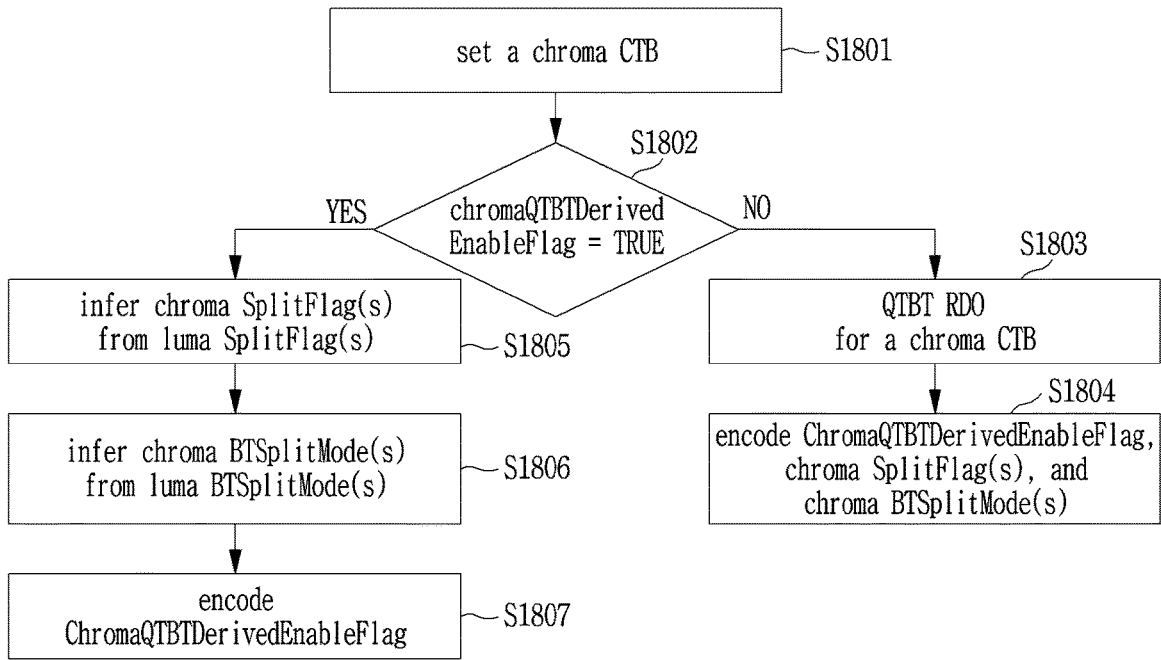 set a chroma CTB
S1801
S1802
chromaQTBTDerived
EnableFlag = TRUE
YES
NO
S1803
infer chroma SplitFlag(s)
from luma SplitFlag(s)
S1805
QTBT RDO
for a chroma CTB
S1804
infer chroma BTSplitMode(s)
from luma BTSplitMode(s)
S1806
encode ChromaQTBTDerivedEnableFlag,
chroma SplitFlag(s), and
chroma BTSplitMode(s)
encode
ChromaQTBTDerivedEnableFlag
S1807